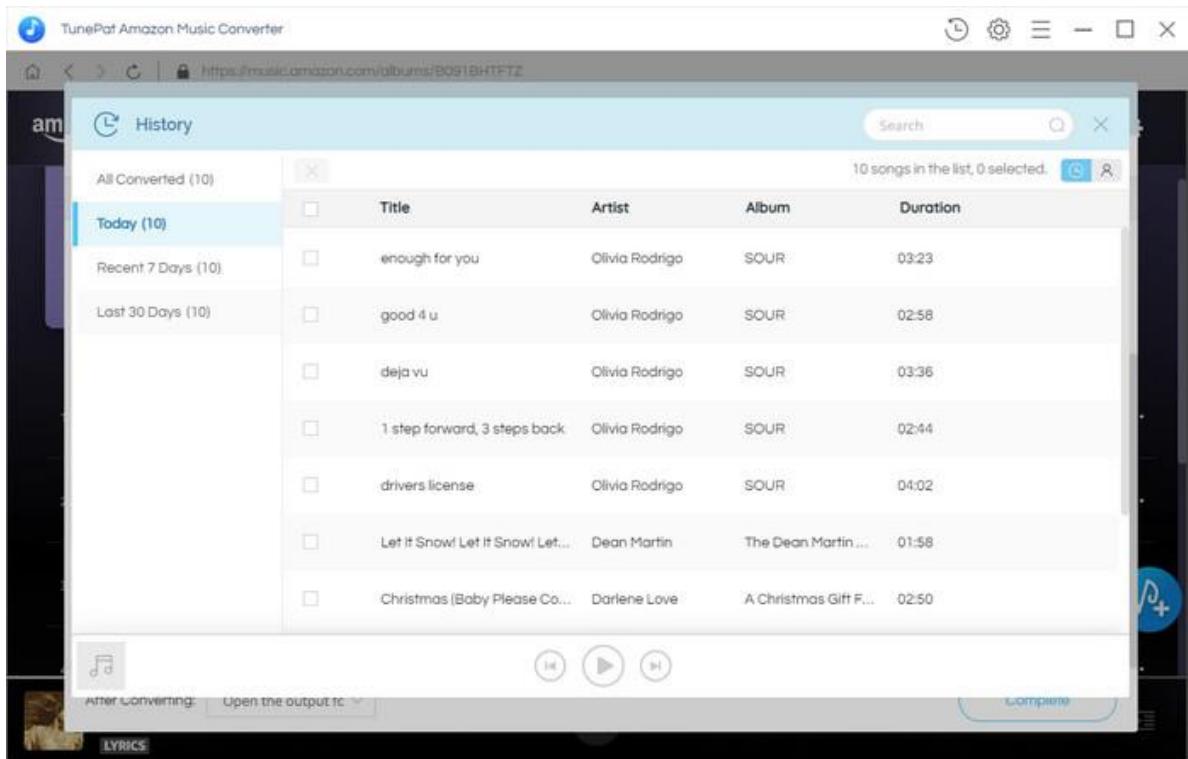 TunePat Amazon Music Converter
https://music.amazon.com/albums/B091BHTFTZ
am
History
Search
All Converted (10)
10 songs in the list, 0 selected.
Today (10)
Title Artist Album Duration
Recent 7 Days (10)
enough for you Olivia Rodrigo SOUR 03:23
Last 30 Days (10)
good 4 u Olivia Rodrigo SOUR 02:58
deja vu Olivia Rodrigo SOUR 03:36
1 step forward, 3 steps back Olivia Rodrigo SOUR 02:44
drivers license Olivia Rodrigo SOUR 04:02
Let It Snow! Let It Snow! Let... Dean Martin The Dean Martin ... 01:58
Christmas (Baby Please Co... Darlene Love A Christmas Gift F... 02:50
After Converting: Open the output fc
Complete
LYRICS